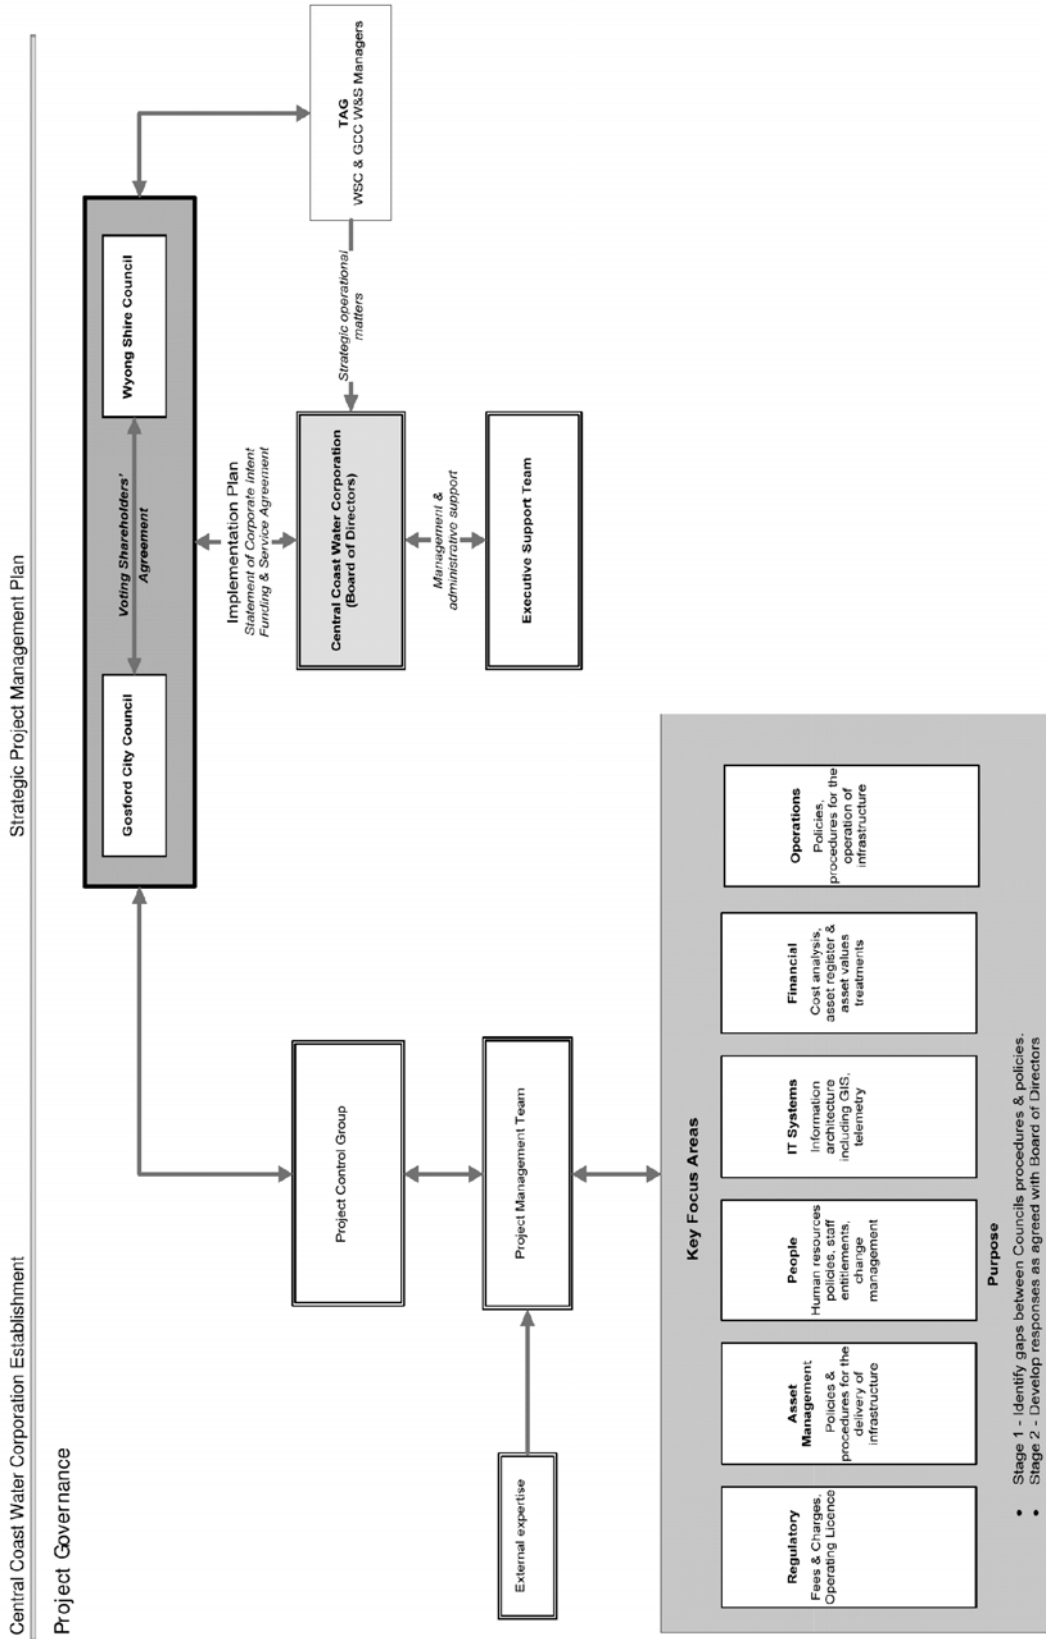 Central Coast Water Corporation Establishment
Strategic Project Management Plan
Project Governance
Gosford City Council
Voting Shareholders'
Agreement
Wyong Shire Council
Implementation Plan
Statement of Corporate Intent
Funding & Service Agreement
TAG
WSC & GCC W&S Managers
Strategic operational
matters
Central Coast Water Corporation
(Board of Directors)
Management &
administrative support
Executive Support Team
Project Control Group
Project Management Team
External expertise
Key Focus Areas
Regulatory
Fees & Charges,
Operating Licence
Asset
Management
Policies &
procedures for the
delivery of
infrastructure
People
Human resources
policies, staff
entitlements,
change
management
IT Systems
Information
architecture
including GIS,
telemetry
Financial
Cost analysis,
asset register &
asset values
treatments
Operations
Policies,
procedures for the
operation of
infrastructure
Purpose
• Stage 1 - Identify gaps between Councils procedures & policies.
• Stage 2 - Develop responses as agreed with Board of Directors